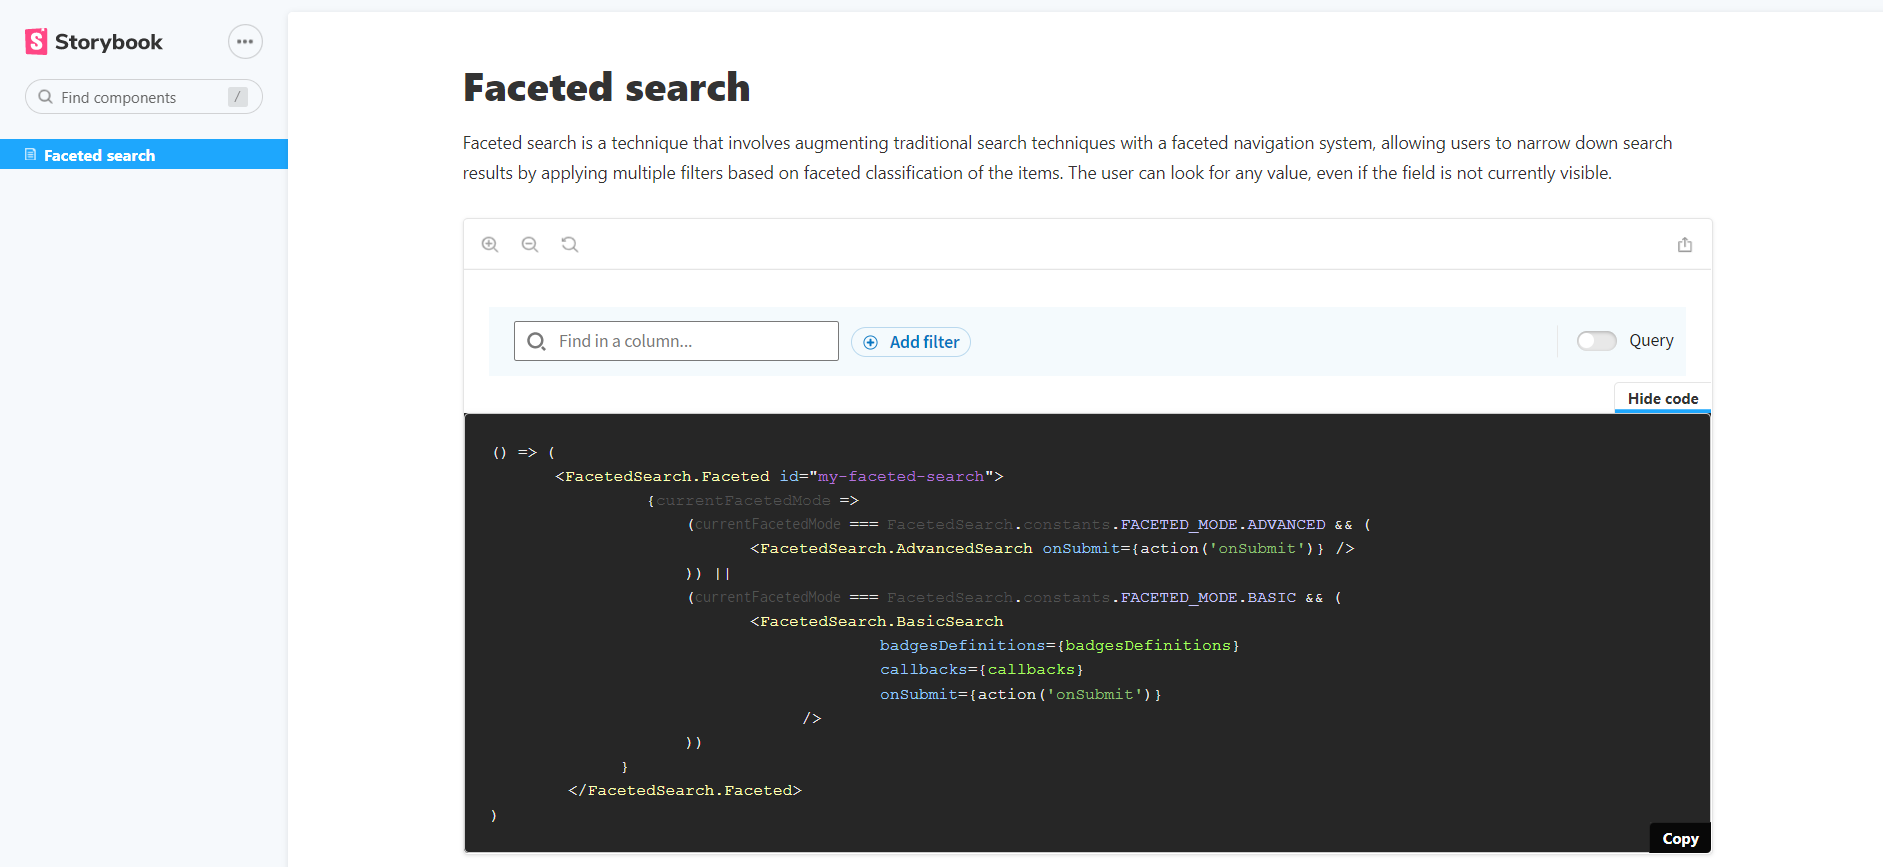 Storybook
Find components /
Faceted search
Faceted search
Faceted search is a technique that involves augmenting traditional search techniques with a faceted navigation system, allowing users to narrow down search
results by applying multiple filters based on faceted classification of the items. The user can look for any value, even if the field is not currently visible.
Find in a column...
Add filter
Query
Hide code
() => (
<FacetedSearch.Faceted id="my-faceted-search">
{currentFacetedMode =>
(currentFacetedMode === FacetedSearch.constants.FACETED_MODE.ADVANCED && (
<FacetedSearch.AdvancedSearch onSubmit={action('onSubmit')} />
)) ||
(currentFacetedMode === FacetedSearch.constants.FACETED_MODE.BASIC && (
<FacetedSearch.BasicSearch
badgesDefinitions={badgesDefinitions}
callbacks={callbacks}
onSubmit={action('onSubmit')}
/>
))
}
</FacetedSearch.Faceted>
)
Copy